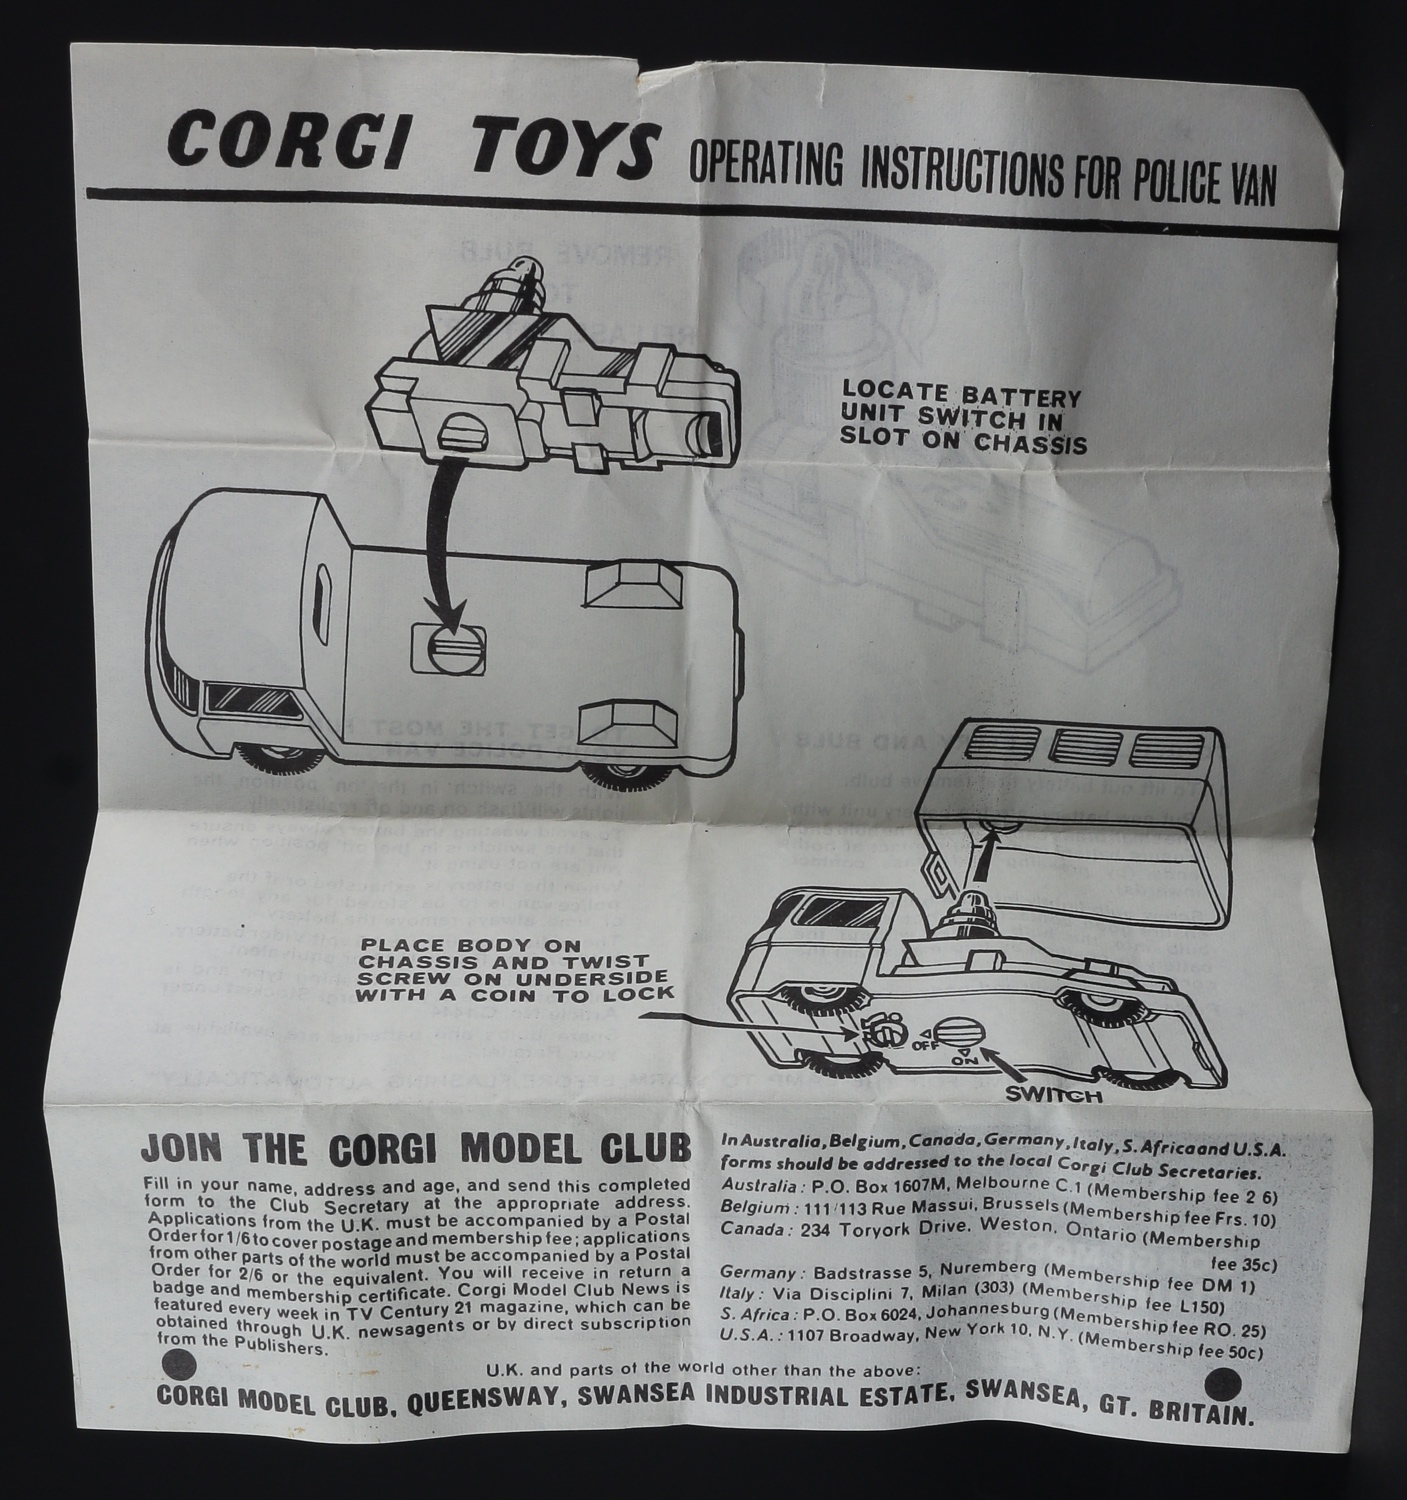 CORGI TOYS OPERATING INSTRUCTIONS FOR POLICE VAN
LOCATE BATTERY
UNIT SWITCH IN
SLOT ON CHASSIS
PLACE BODY ON
CHASSIS AND TWIST
SCREW ON UNDERSIDE
WITH A COIN TO LOCK
OFF
ON
SWITCH
JOIN THE CORGI MODEL CLUB
Fill in your name, address and age, and send this completed
form to the Club Secretary at the appropriate address.
Applications from the U.K. must be accompanied by a Postal
Order for 1/6 to cover postage and membership fee; applications
from other parts of the world must be accompanied by a Postal
Order for 2/6 or the equivalent. You will receive in return a
badge and membership certificate. Corgi Model Club News is
featured every week in TV Century 21 magazine, which can be
obtained through U.K. newsagents or by direct subscription
from the Publishers.
In Australia, Belgium, Canada, Germany, Italy, S. Africa and U.S.A.
forms should be addressed to the local Corgi Club Secretaries.
Australia: P.O. Box 1607M, Melbourne C.1 (Membership fee 2 6)
Belgium: 111/113 Rue Massui, Brussels (Membership fee Frs. 10)
Canada: 234 Toryork Drive. Weston, Ontario (Membership
fee 35c)
Germany: Badstrasse 5, Nuremberg (Membership fee DM 1)
Italy: Via Disciplini 7, Milan (303) (Membership fee L150)
S. Africa: P.O. Box 6024, Johannesburg (Membership fee RO. 25)
U.S.A.: 1107 Broadway, New York 10, N.Y. (Membership fee 50c)
U.K. and parts of the world other than the above:
CORGI MODEL CLUB, QUEENSWAY, SWANSEA INDUSTRIAL ESTATE, SWANSEA, GT. BRITAIN.